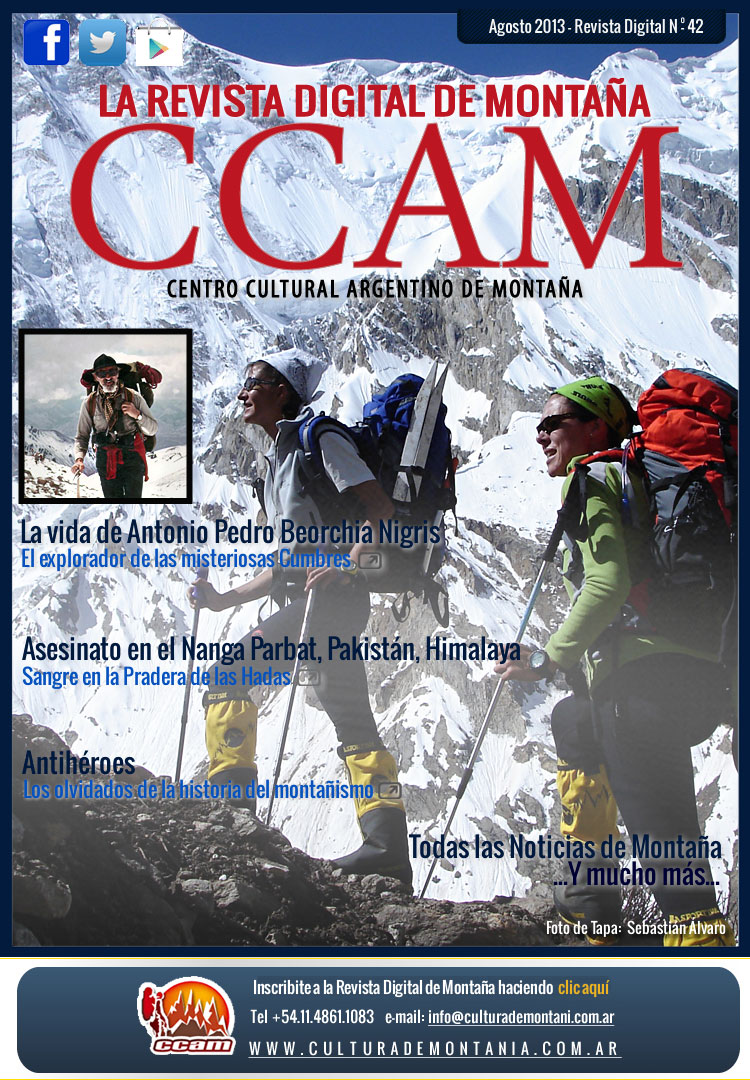 Agosto 2013 - Revista Digital Nº 42
LA REVISTA DIGITAL DE MONTAÑA
CCAM
CENTRO CULTURAL ARGENTINO DE MONTAÑA
La vida de Antonio Pedro Beorchia Nigris
El explorador de las misteriosas Cumbres
Asesinato en el Nanga Parbat, Pakistán, Himalaya
Sangre en la Pradera de las Hadas
Antihéroes
Los olvidados de la historia del montañismo
Todas las Noticias de Montaña
...Y mucho más...
Foto de Tapa: Sebastián Álvaro
Inscribite a la Revista Digital de Montaña haciendo clic aquí
Tel +54.11.4861.1083 e-mail: info@culturademontani.com.ar
ccam
WWW.CULTURADEMONTANIA.COM.AR